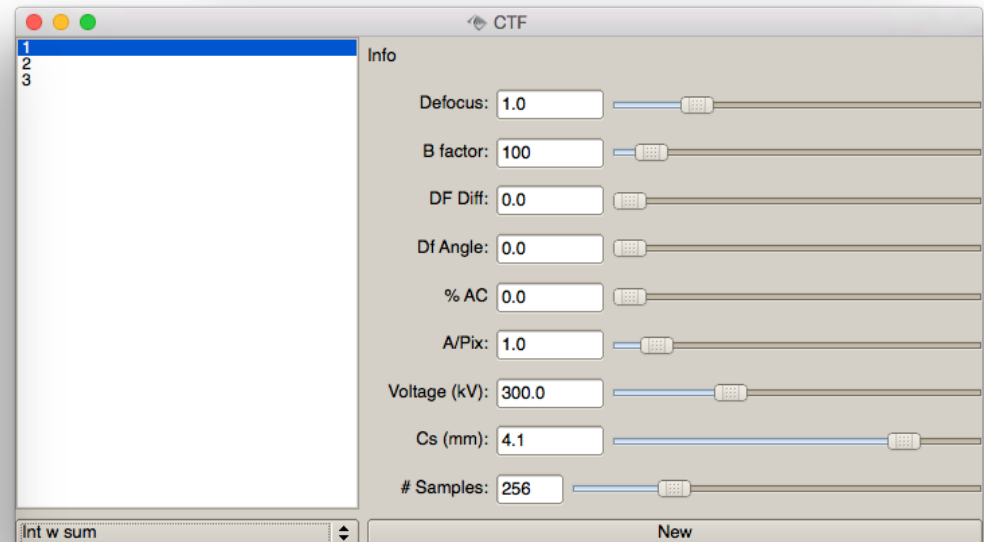 CTF
1
2
3
Info
Defocus: 1.0
B factor: 100
DF Diff: 0.0
Df Angle: 0.0
% AC 0.0
A/Pix: 1.0
Voltage (kV): 300.0
Cs (mm): 4.1
# Samples: 256
Int w sum
New